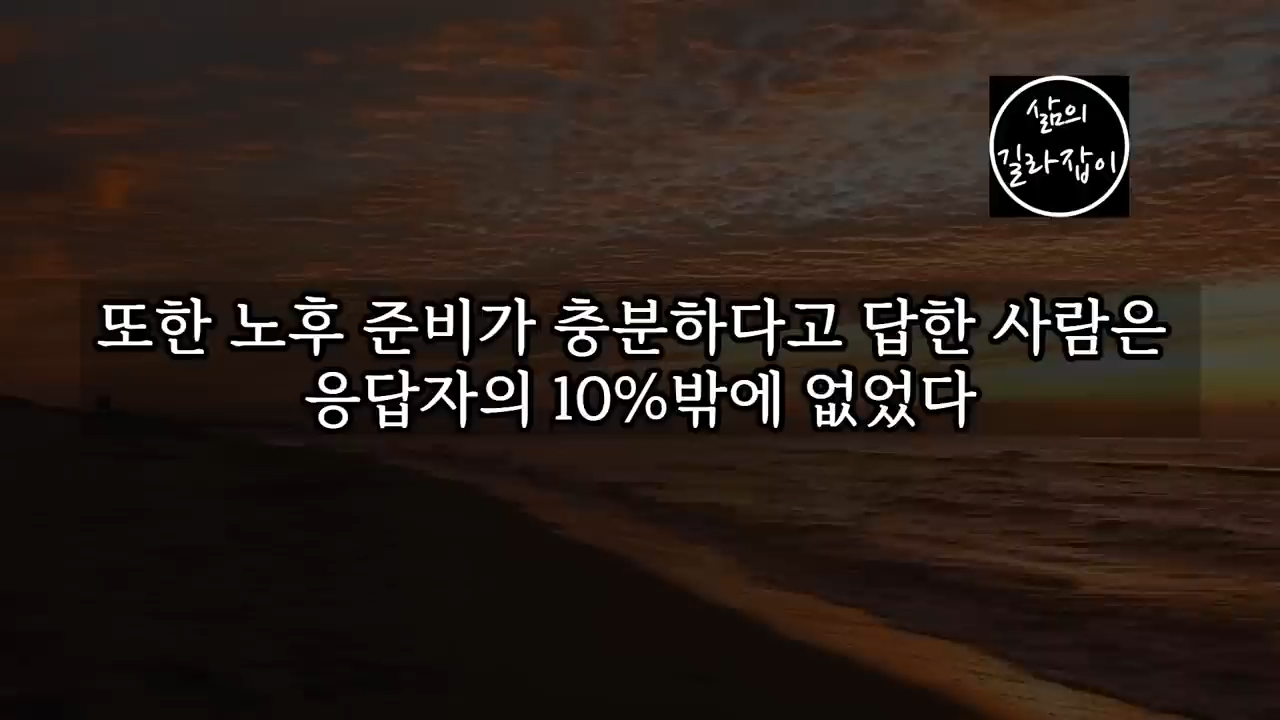 삶의
길라잡이
또한 노후 준비가 충분하다고 답한 사람은
응답자의 10%밖에 없었다